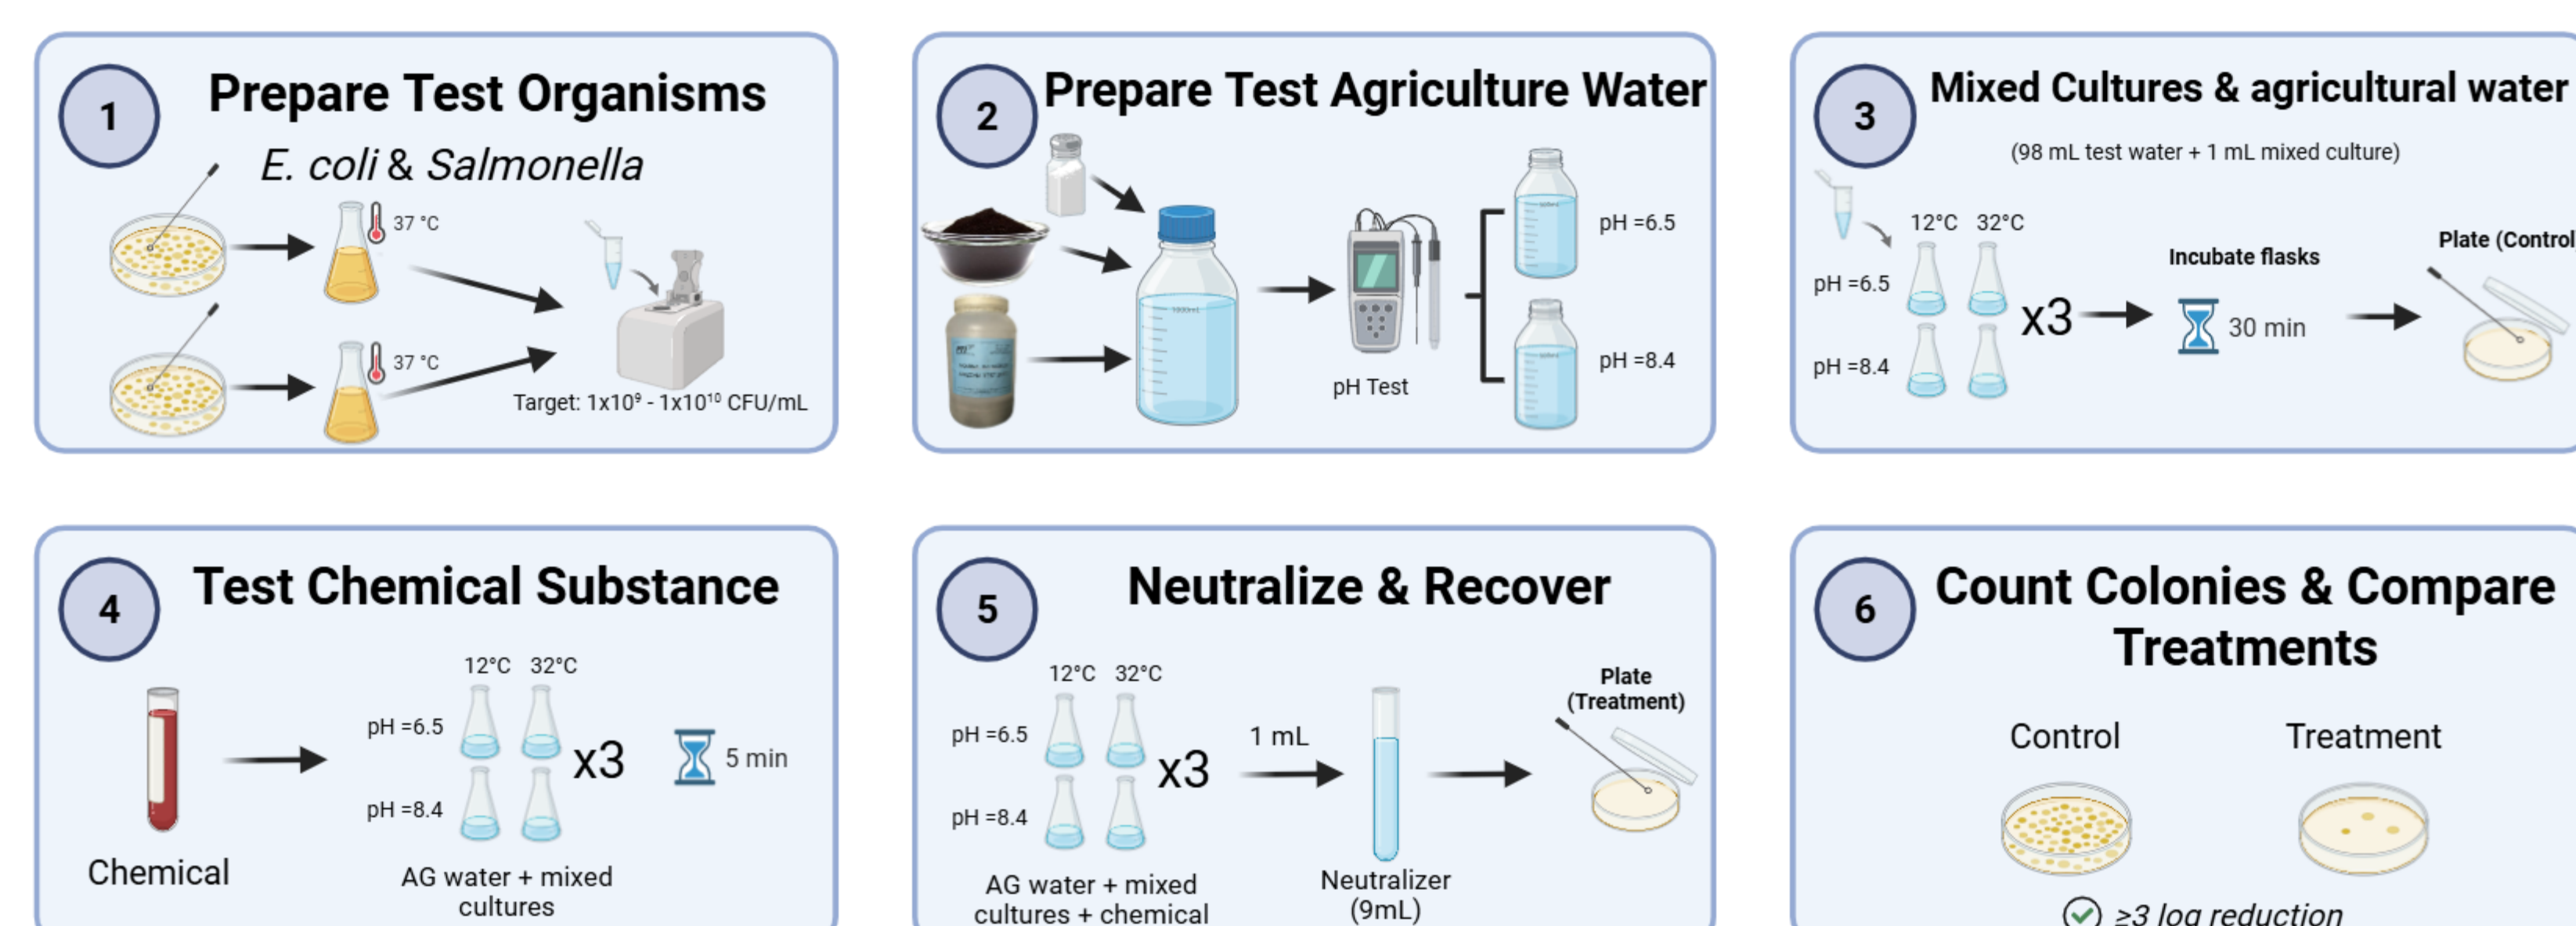 1
Prepare Test Organisms
E. coli & Salmonella
37 °C
37 °C
Target: 1x10⁹ - 1x10¹⁰ CFU/mL
2
Prepare Test Agriculture Water
1000mL
pH Test
pH =6.5
pH =8.4
3
Mixed Cultures & agricultural water
(98 mL test water + 1 mL mixed culture)
12°C 32°C
pH =6.5
pH =8.4
x3
Incubate flasks
30 min
Plate (Control
4
Test Chemical Substance
Chemical
12°C 32°C
pH =6.5
pH =8.4
x3
5 min
AG water + mixed
cultures
5
Neutralize & Recover
12°C 32°C
pH =6.5
pH =8.4
x3
AG water + mixed
cultures + chemical
1 mL
Neutralizer
(9mL)
Plate
(Treatment)
6
Count Colonies & Compare
Treatments
Control
Treatment
≥3 log reduction